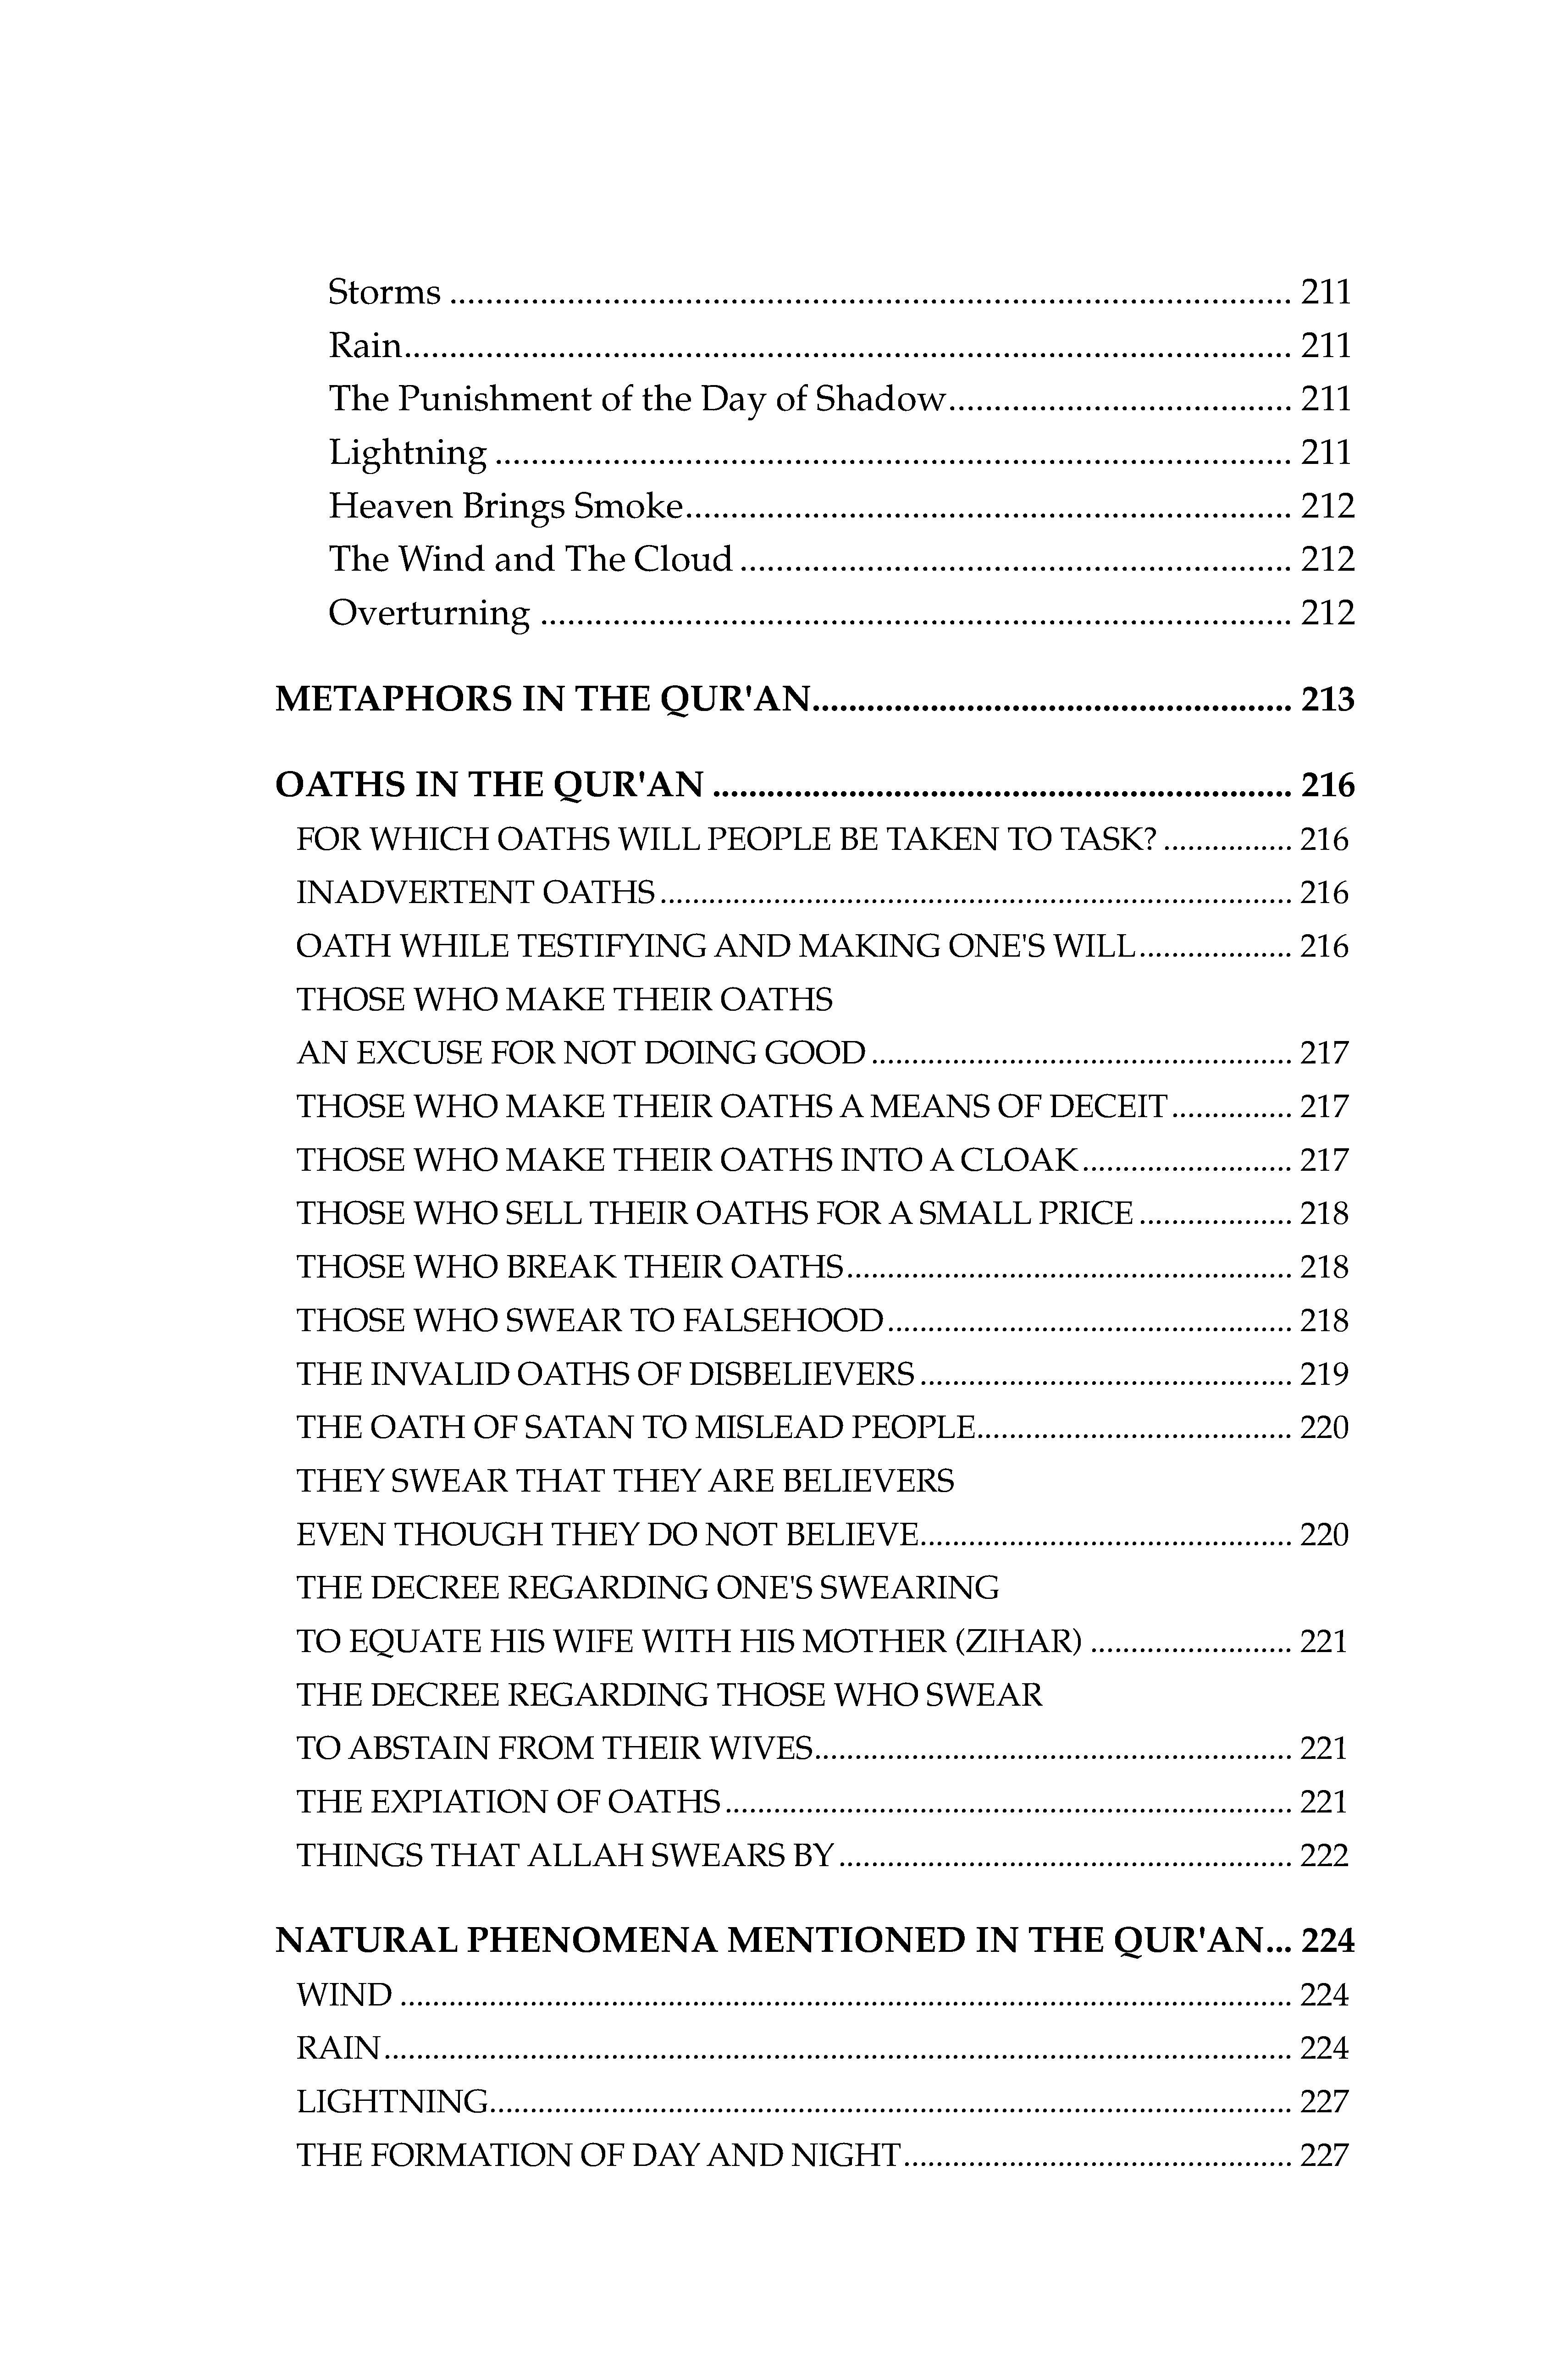 Storms ........................................................................................ 211
Rain............................................................................................. 211
The Punishment of the Day of Shadow...................................... 211
Lightning ...................................................................................... 211
Heaven Brings Smoke................................................................... 212
The Wind and The Cloud ............................................................. 212
Overturning .................................................................................. 212
METAPHORS IN THE QUR'AN..................................................... 213
OATHS IN THE QUR'AN ................................................................ 216
FOR WHICH OATHS WILL PEOPLE BE TAKEN TO TASK? ................ 216
INADVERTENT OATHS .............................................................................. 216
OATH WHILE TESTIFYING AND MAKING ONE'S WILL................... 216
THOSE WHO MAKE THEIR OATHS
AN EXCUSE FOR NOT DOING GOOD .................................................... 217
THOSE WHO MAKE THEIR OATHS A MEANS OF DECEIT............... 217
THOSE WHO MAKE THEIR OATHS INTO A CLOAK.......................... 217
THOSE WHO SELL THEIR OATHS FOR A SMALL PRICE ................... 218
THOSE WHO BREAK THEIR OATHS....................................................... 218
THOSE WHO SWEAR TO FALSEHOOD .................................................. 218
THE INVALID OATHS OF DISBELIEVERS .............................................. 219
THE OATH OF SATAN TO MISLEAD PEOPLE....................................... 220
THEY SWEAR THAT THEY ARE BELIEVERS
EVEN THOUGH THEY DO NOT BELIEVE.............................................. 220
THE DECREE REGARDING ONE'S SWEARING
TO EQUATE HIS WIFE WITH HIS MOTHER (ZIHAR) ......................... 221
THE DECREE REGARDING THOSE WHO SWEAR
TO ABSTAIN FROM THEIR WIVES........................................................... 221
THE EXPIATION OF OATHS ...................................................................... 221
THINGS THAT ALLAH SWEARS BY ........................................................ 222
NATURAL PHENOMENA MENTIONED IN THE QUR'AN... 224
WIND .............................................................................................................. 224
RAIN ................................................................................................................ 224
LIGHTNING................................................................................................... 227
THE FORMATION OF DAY AND NIGHT................................................ 227